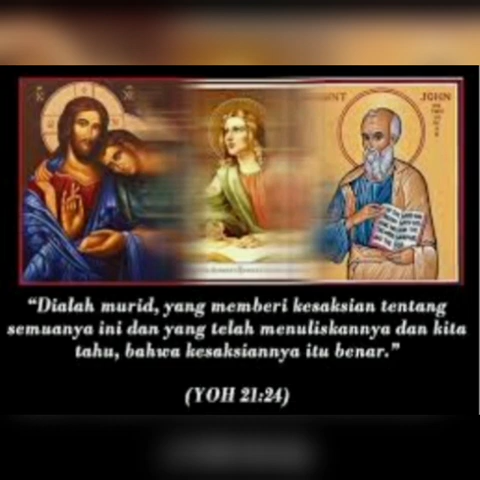 NT JOHN
"Dialah murid, yang memberi kesaksian tentang
semuanya ini dan yang telah menuliskannya dan kita
tahu, bahwa kesaksiannya itu benar."
(YOH 21:24)